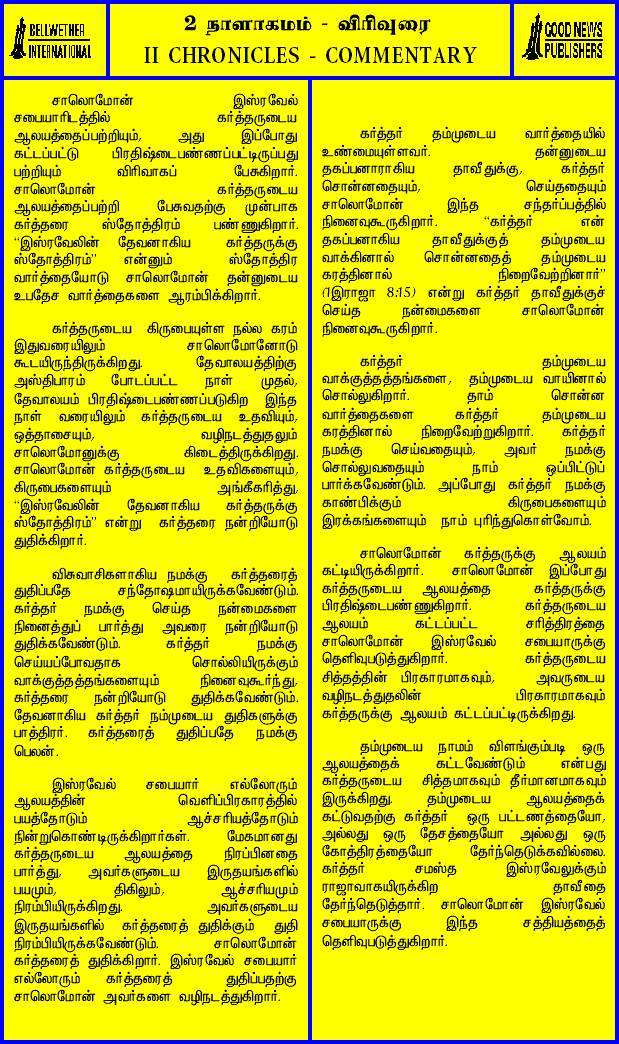 BELLWETHER
INTERNATIONAL
2 நாளாகமம் - விரிவுரை
II CHRONICLES - COMMENTARY
GOOD NEWS
PUBLISHERS
சாலொமோன் இஸ்ரவேல்
சபையாரிடத்தில் கர்த்தருடைய
ஆலயத்தைப்பற்றியும், அது இப்போது
கட்டப்பட்டு பிரதிஷ்டைபண்ணப்பட்டிருப்பது
பற்றியும் விரிவாகப் பேசுகிறார்.
சாலொமோன் கர்த்தருடைய
ஆலயத்தைப்பற்றி பேசுவதற்கு முன்பாக
கர்த்தரை ஸ்தோத்திரம் பண்ணுகிறார்.
“இஸ்ரவேலின் தேவனாகிய கர்த்தருக்கு
ஸ்தோத்திரம்” என்னும் ஸ்தோத்திர
வார்த்தையோடு சாலொமோன் தன்னுடைய
உபதேச வார்த்தைகளை ஆரம்பிக்கிறார்.
கர்த்தருடைய கிருபையுள்ள நல்ல கரம்
இதுவரையிலும் சாலொமோனோடு
கூடயிருந்திருக்கிறது. தேவாலயத்திற்கு
அஸ்திபாரம் போடப்பட்ட நாள் முதல்,
தேவாலயம் பிரதிஷ்டைபண்ணப்படுகிற இந்த
நாள் வரையிலும் கர்த்தருடைய உதவியும்,
ஒத்தாசையும், வழிநடத்துதலும்
சாலொமோனுக்கு கிடைத்திருக்கிறது.
சாலொமோன் கர்த்தருடைய உதவிகளையும்,
கிருபைகளையும் அங்கீகரித்து,
“இஸ்ரவேலின் தேவனாகிய கர்த்தருக்கு
ஸ்தோத்திரம்” என்று கர்த்தரை நன்றியோடு
துதிக்கிறார்.
விசுவாசிகளாகிய நமக்கு கர்த்தரைத்
துதிப்பதே சந்தோஷமாயிருக்கவேண்டும்.
கர்த்தர் நமக்கு செய்த நன்மைகளை
நினைத்துப் பார்த்து அவரை நன்றியோடு
துதிக்கவேண்டும். கர்த்தர் நமக்கு
செய்யப்போவதாக சொல்லியிருக்கும்
வாக்குத்தத்தங்களையும் நினைவுகூர்ந்து,
கர்த்தரை நன்றியோடு துதிக்கவேண்டும்.
தேவனாகிய கர்த்தர் நம்முடைய துதிகளுக்கு
பாத்திரர். கர்த்தரைத் துதிப்பதே நமக்கு
பெலன்.
இஸ்ரவேல் சபையார் எல்லோரும்
ஆலயத்தின் வெளிப்பிரகாரத்தில்
பயத்தோடும் ஆச்சரியத்தோடும்
நின்றுகொண்டிருக்கிறார்கள். மேகமானது
கர்த்தருடைய ஆலயத்தை நிரப்பினதை
பார்த்து, அவர்களுடைய இருதயங்களில்
பயமும், திகிலும், ஆச்சரியமும்
நிரம்பியிருக்கிறது. அவர்களுடைய
இருதயங்களில் கர்த்தரைத் துதிக்கும் துதி
நிரம்பியிருக்கவேண்டும். சாலொமோன்
கர்த்தரைத் துதிக்கிறார். இஸ்ரவேல் சபையார்
எல்லோரும் கர்த்தரைத் துதிப்பதற்கு
சாலொமோன் அவர்களை வழிநடத்துகிறார்.
கர்த்தர் தம்முடைய வார்த்தையில்
உண்மையுள்ளவர். தன்னுடைய
தகப்பனாராகிய தாவீதுக்கு, கர்த்தர்
சொன்னதையும், செய்ததையும்
சாலொமோன் இந்த சந்தர்ப்பத்தில்
நினைவுகூருகிறார். “கர்த்தர் என்
தகப்பனாகிய தாவீதுக்குத் தம்முடைய
வாக்கினால் சொன்னதைத் தம்முடைய
கரத்தினால் நிறைவேற்றினார்”
(1இராஜா 8:15) என்று கர்த்தர் தாவீதுக்குச்
செய்த நன்மைகளை சாலொமோன்
நினைவுகூருகிறார்.
கர்த்தர் தம்முடைய
வாக்குத்தத்தங்களை, தம்முடைய வாயினால்
சொல்லுகிறார். தாம் சொன்ன
வார்த்தைகளை கர்த்தர் தம்முடைய
கரத்தினால் நிறைவேற்றுகிறார். கர்த்தர்
நமக்கு செய்வதையும், அவர் நமக்கு
சொல்லுவதையும் நாம் ஒப்பிட்டுப்
பார்க்கவேண்டும். அப்போது கர்த்தர் நமக்கு
காண்பிக்கும் கிருபைகளையும்
இரக்கங்களையும் நாம் புரிந்துகொள்வோம்.
சாலொமோன் கர்த்தருக்கு ஆலயம்
கட்டியிருக்கிறார். சாலொமோன் இப்போது
கர்த்தருடைய ஆலயத்தை கர்த்தருக்கு
பிரதிஷ்டைபண்ணுகிறார். கர்த்தருடைய
ஆலயம் கட்டப்பட்ட சரித்திரத்தை
சாலொமோன் இஸ்ரவேல் சபையாருக்கு
தெளிவுபடுத்துகிறார். கர்த்தருடைய
சித்தத்தின் பிரகாரமாகவும், அவருடைய
வழிநடத்துதலின் பிரகாரமாகவும்
கர்த்தருக்கு ஆலயம் கட்டப்பட்டிருக்கிறது.
தம்முடைய நாமம் விளங்கும்படி ஒரு
ஆலயத்தைக் கட்டவேண்டும் என்பது
கர்த்தருடைய சித்தமாகவும் தீர்மானமாகவும்
இருக்கிறது. தம்முடைய ஆலயத்தைக்
கட்டுவதற்கு கர்த்தர் ஒரு பட்டணத்தையோ,
அல்லது ஒரு தேசத்தையோ அல்லது ஒரு
கோத்திரத்தையோ தேர்ந்தெடுக்கவில்லை.
கர்த்தர் சமஸ்த இஸ்ரவேலுக்கும்
ராஜாவாகயிருக்கிற தாவீதை
தேர்ந்தெடுத்தார். சாலொமோன் இஸ்ரவேல்
சபையாருக்கு இந்த சத்தியத்தைத்
தெளிவுபடுத்துகிறார்.